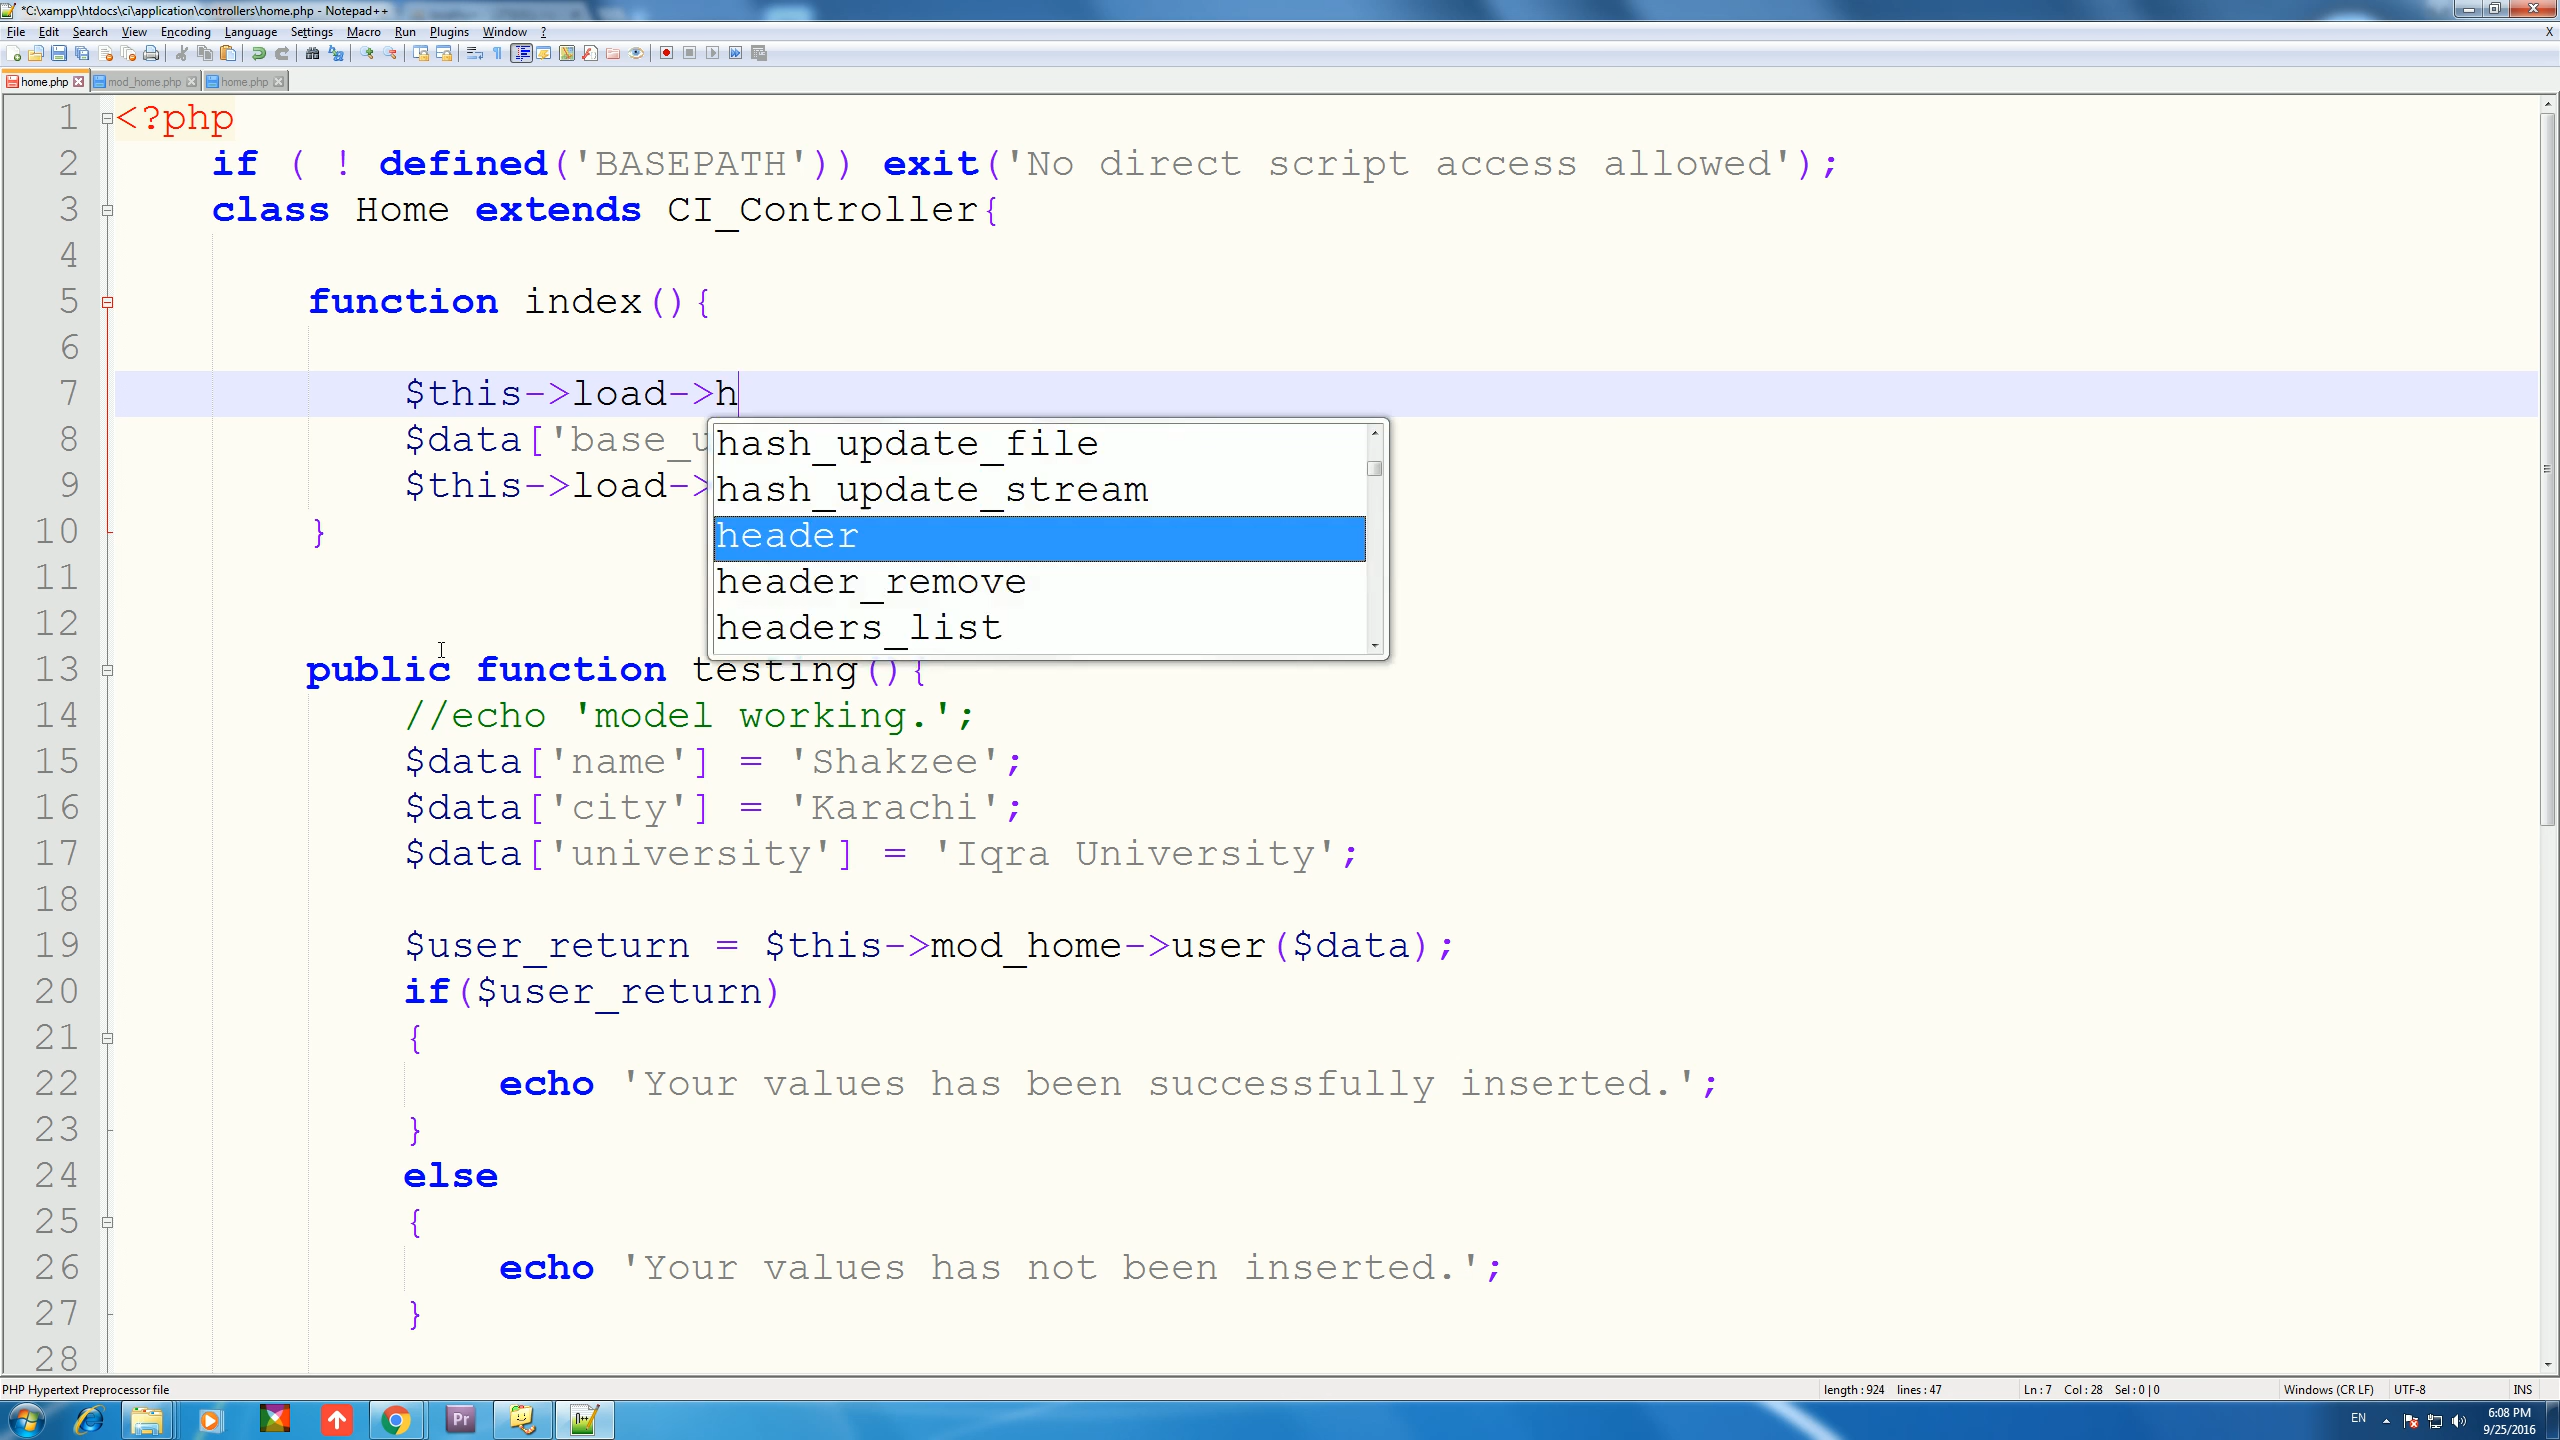 *C:\xampp\htdocs\ci\application\controllers\home.php - Notepad++
File Edit Search View Encoding Language Settings Macro Run Plugins Window ? X
home.php mod_home.php home.php
1 <?php
2 if ( ! defined('BASEPATH')) exit('No direct script access allowed');
3 class Home extends CI_Controller{
4
5 function index(){
6
7 $this->load->h
8 $data['base_u
9 $this->load->
10 }
11
12
hash_update_file
hash_update_stream
header
header_remove
headers_list
13 public function testing(){
14 //echo 'model working.';
15 $data['name'] = 'Shakzee';
16 $data['city'] = 'Karachi';
17 $data['university'] = 'Iqra University';
18
19 $user_return = $this->mod_home->user($data);
20 if($user_return)
21 {
22 echo 'Your values has been successfully inserted.';
23 }
24 else
25 {
26 echo 'Your values has not been inserted.';
27 }
28
PHP Hypertext Preprocessor file length : 924 lines : 47 Ln : 7 Col : 28 Sel : 0 | 0 Windows (CR LF) UTF-8 INS
Pr EN 6:08 PM
9/25/2016